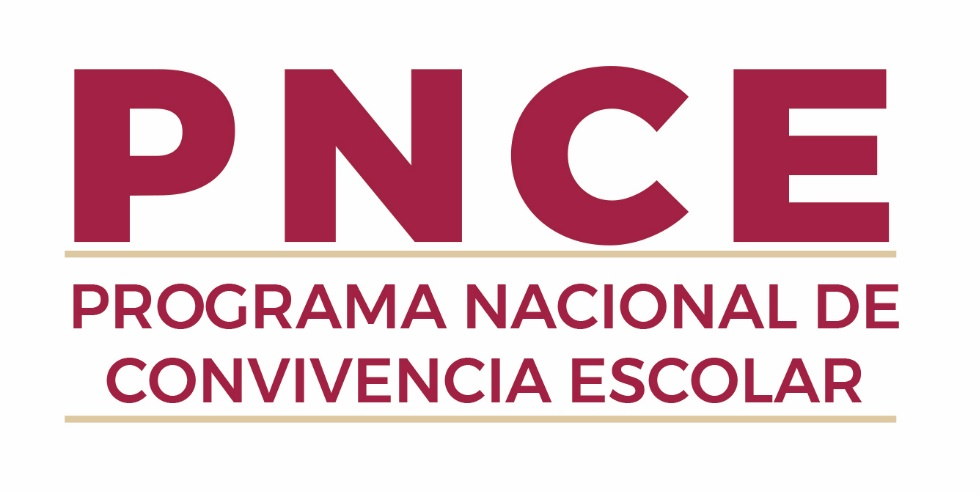 PNCE
PROGRAMA NACIONAL DE
CONVIVENCIA ESCOLAR